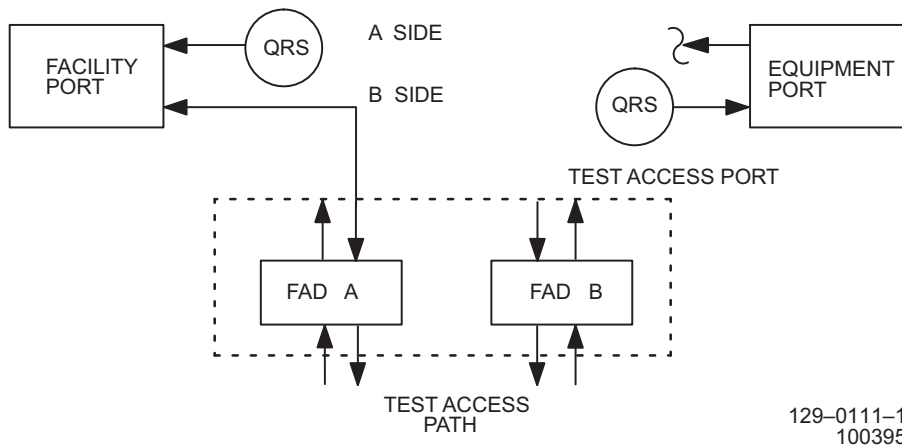 QRS
A SIDE
FACILITY
PORT
B SIDE
EQUIPMENT
PORT
QRS
TEST ACCESS PORT
FAD A
FAD B
TEST ACCESS
PATH
129–0111–1
100395